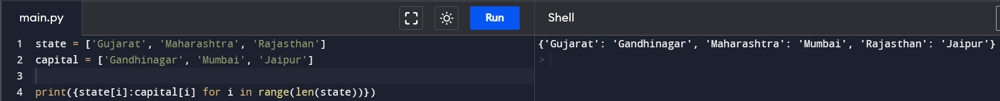 main.py
Run
Shell
1 state = ['Gujarat', 'Maharashtra', 'Rajasthan']
2 capital = ['Gandhinagar', 'Mumbai', 'Jaipur']
3
4 print({state[i]:capital[i] for i in range(len(state))})
{'Gujarat': 'Gandhinagar', 'Maharashtra': 'Mumbai', 'Rajasthan': 'Jaipur'}
>